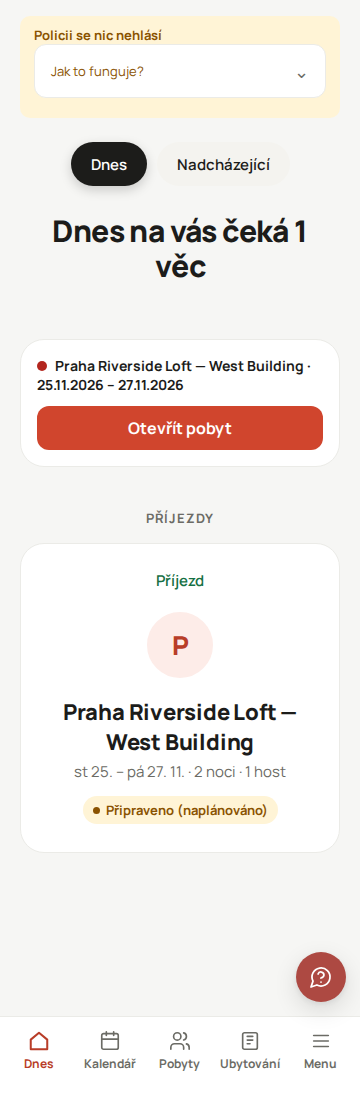 Policii se nic nehlásí
Jak to funguje?
Dnes
Nadcházející
Dnes na vás čeká 1
věc
Praha Riverside Loft — West Building ·
25.11.2026 – 27.11.2026
Otevřít pobyt
PŘÍJEZDY
Příjezd
P
Praha Riverside Loft —
West Building
st 25. – pá 27. 11. · 2 noci · 1 host
Připraveno (naplánováno)
Dnes
Kalendář
Pobyty
Ubytování
Menu